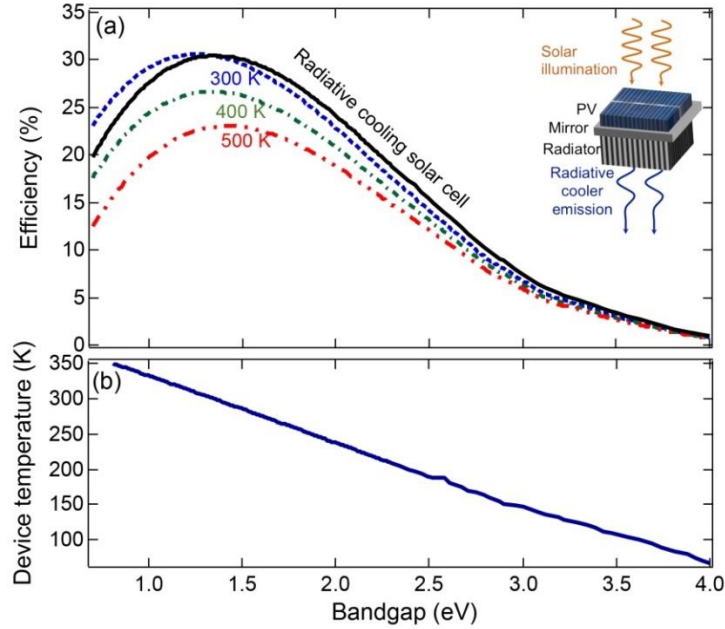 (a)
Efficiency (%)
35
30
25
20
15
10
5
0
300 K
400 K
500 K
Radiative cooling solar cell
Solar
illumination
PV
Mirror
Radiator
Radiative
cooler
emission
(b)
Device temperature (K)
350
300
250
200
150
100
1.0 1.5 2.0 2.5 3.0 3.5 4.0
Bandgap (eV)